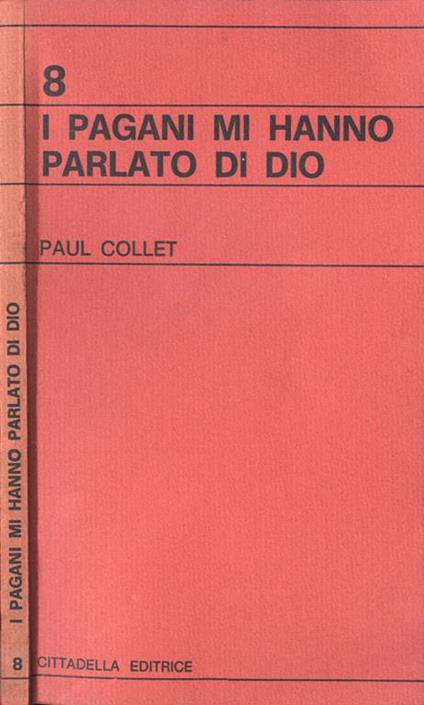 8
I PAGANI MI HANNO
PARLATO DI DIO
PAUL COLLET
CITTADELLA EDITRICE
I PAGANI MI HANNO PARLATO DI DIO
8